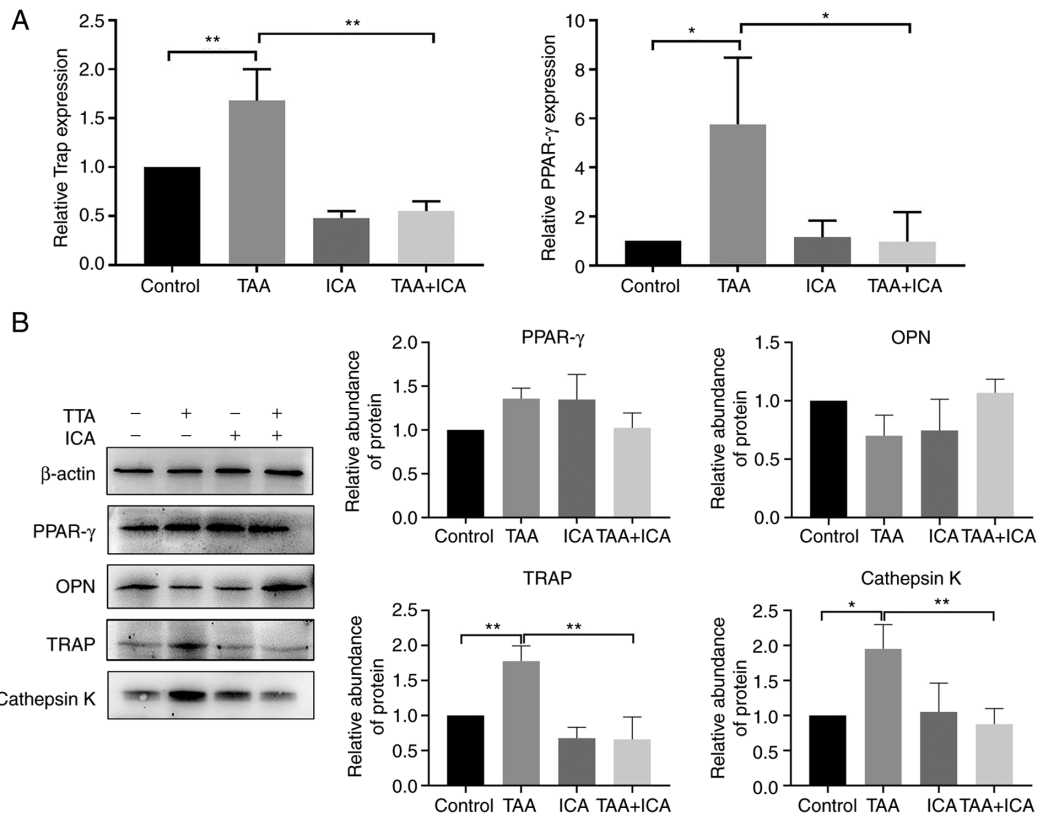 A
Relative Trap expression
2.5
2.0
1.5
1.0
0.5
0.0
**
**
Control TAA ICA TAA+ICA
Relative PPAR-γ expression
10
8
6
4
2
0
*
*
Control TAA ICA TAA+ICA
B
TTA − + − +
ICA − − + +
β-actin
PPAR-γ
OPN
TRAP
Cathepsin K
PPAR-γ
Relative abundance
of protein
2.0
1.5
1.0
0.5
0.0
Control TAA ICA TAA+ICA
OPN
Relative abundance
of protein
1.5
1.0
0.5
0.0
Control TAA ICA TAA+ICA
TRAP
Relative abundance
of protein
2.5
2.0
1.5
1.0
0.5
0.0
**
**
Control TAA ICA TAA+ICA
Cathepsin K
Relative abundance
of protein
2.5
2.0
1.5
1.0
0.5
0.0
*
**
Control TAA ICA TAA+ICA